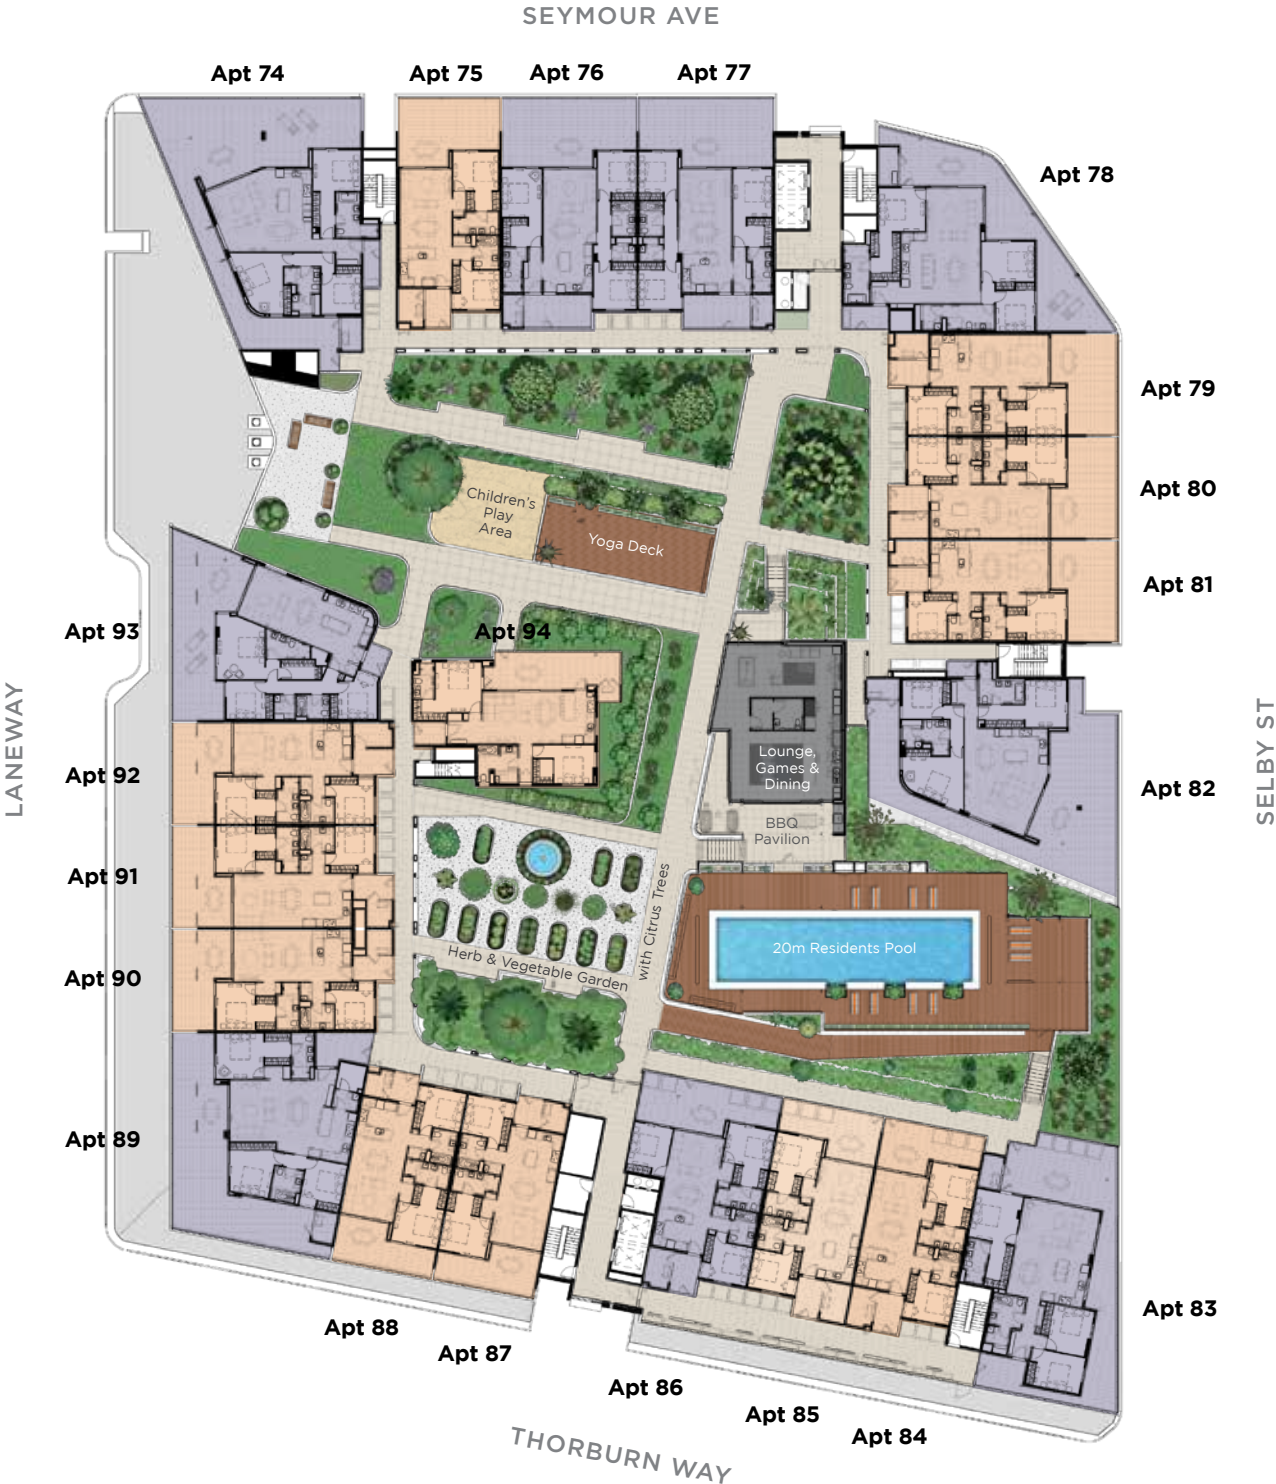 SEYMOUR AVE
Apt 74
Apt 75
Apt 76
Apt 77
Apt 78
Apt 79
Apt 80
Apt 81
Children's
Play
Area
Yoga Deck
Apt 93
Apt 94
LANEWAY
SELBY ST
Apt 92
Lounge,
Games &
Dining
Apt 82
BBQ
Pavilion
Apt 91
with Citrus Trees
20m Residents Pool
Herb & Vegetable Garden
Apt 90
Apt 89
Apt 83
Apt 88
Apt 87
Apt 86
Apt 85
Apt 84
THORBURN WAY